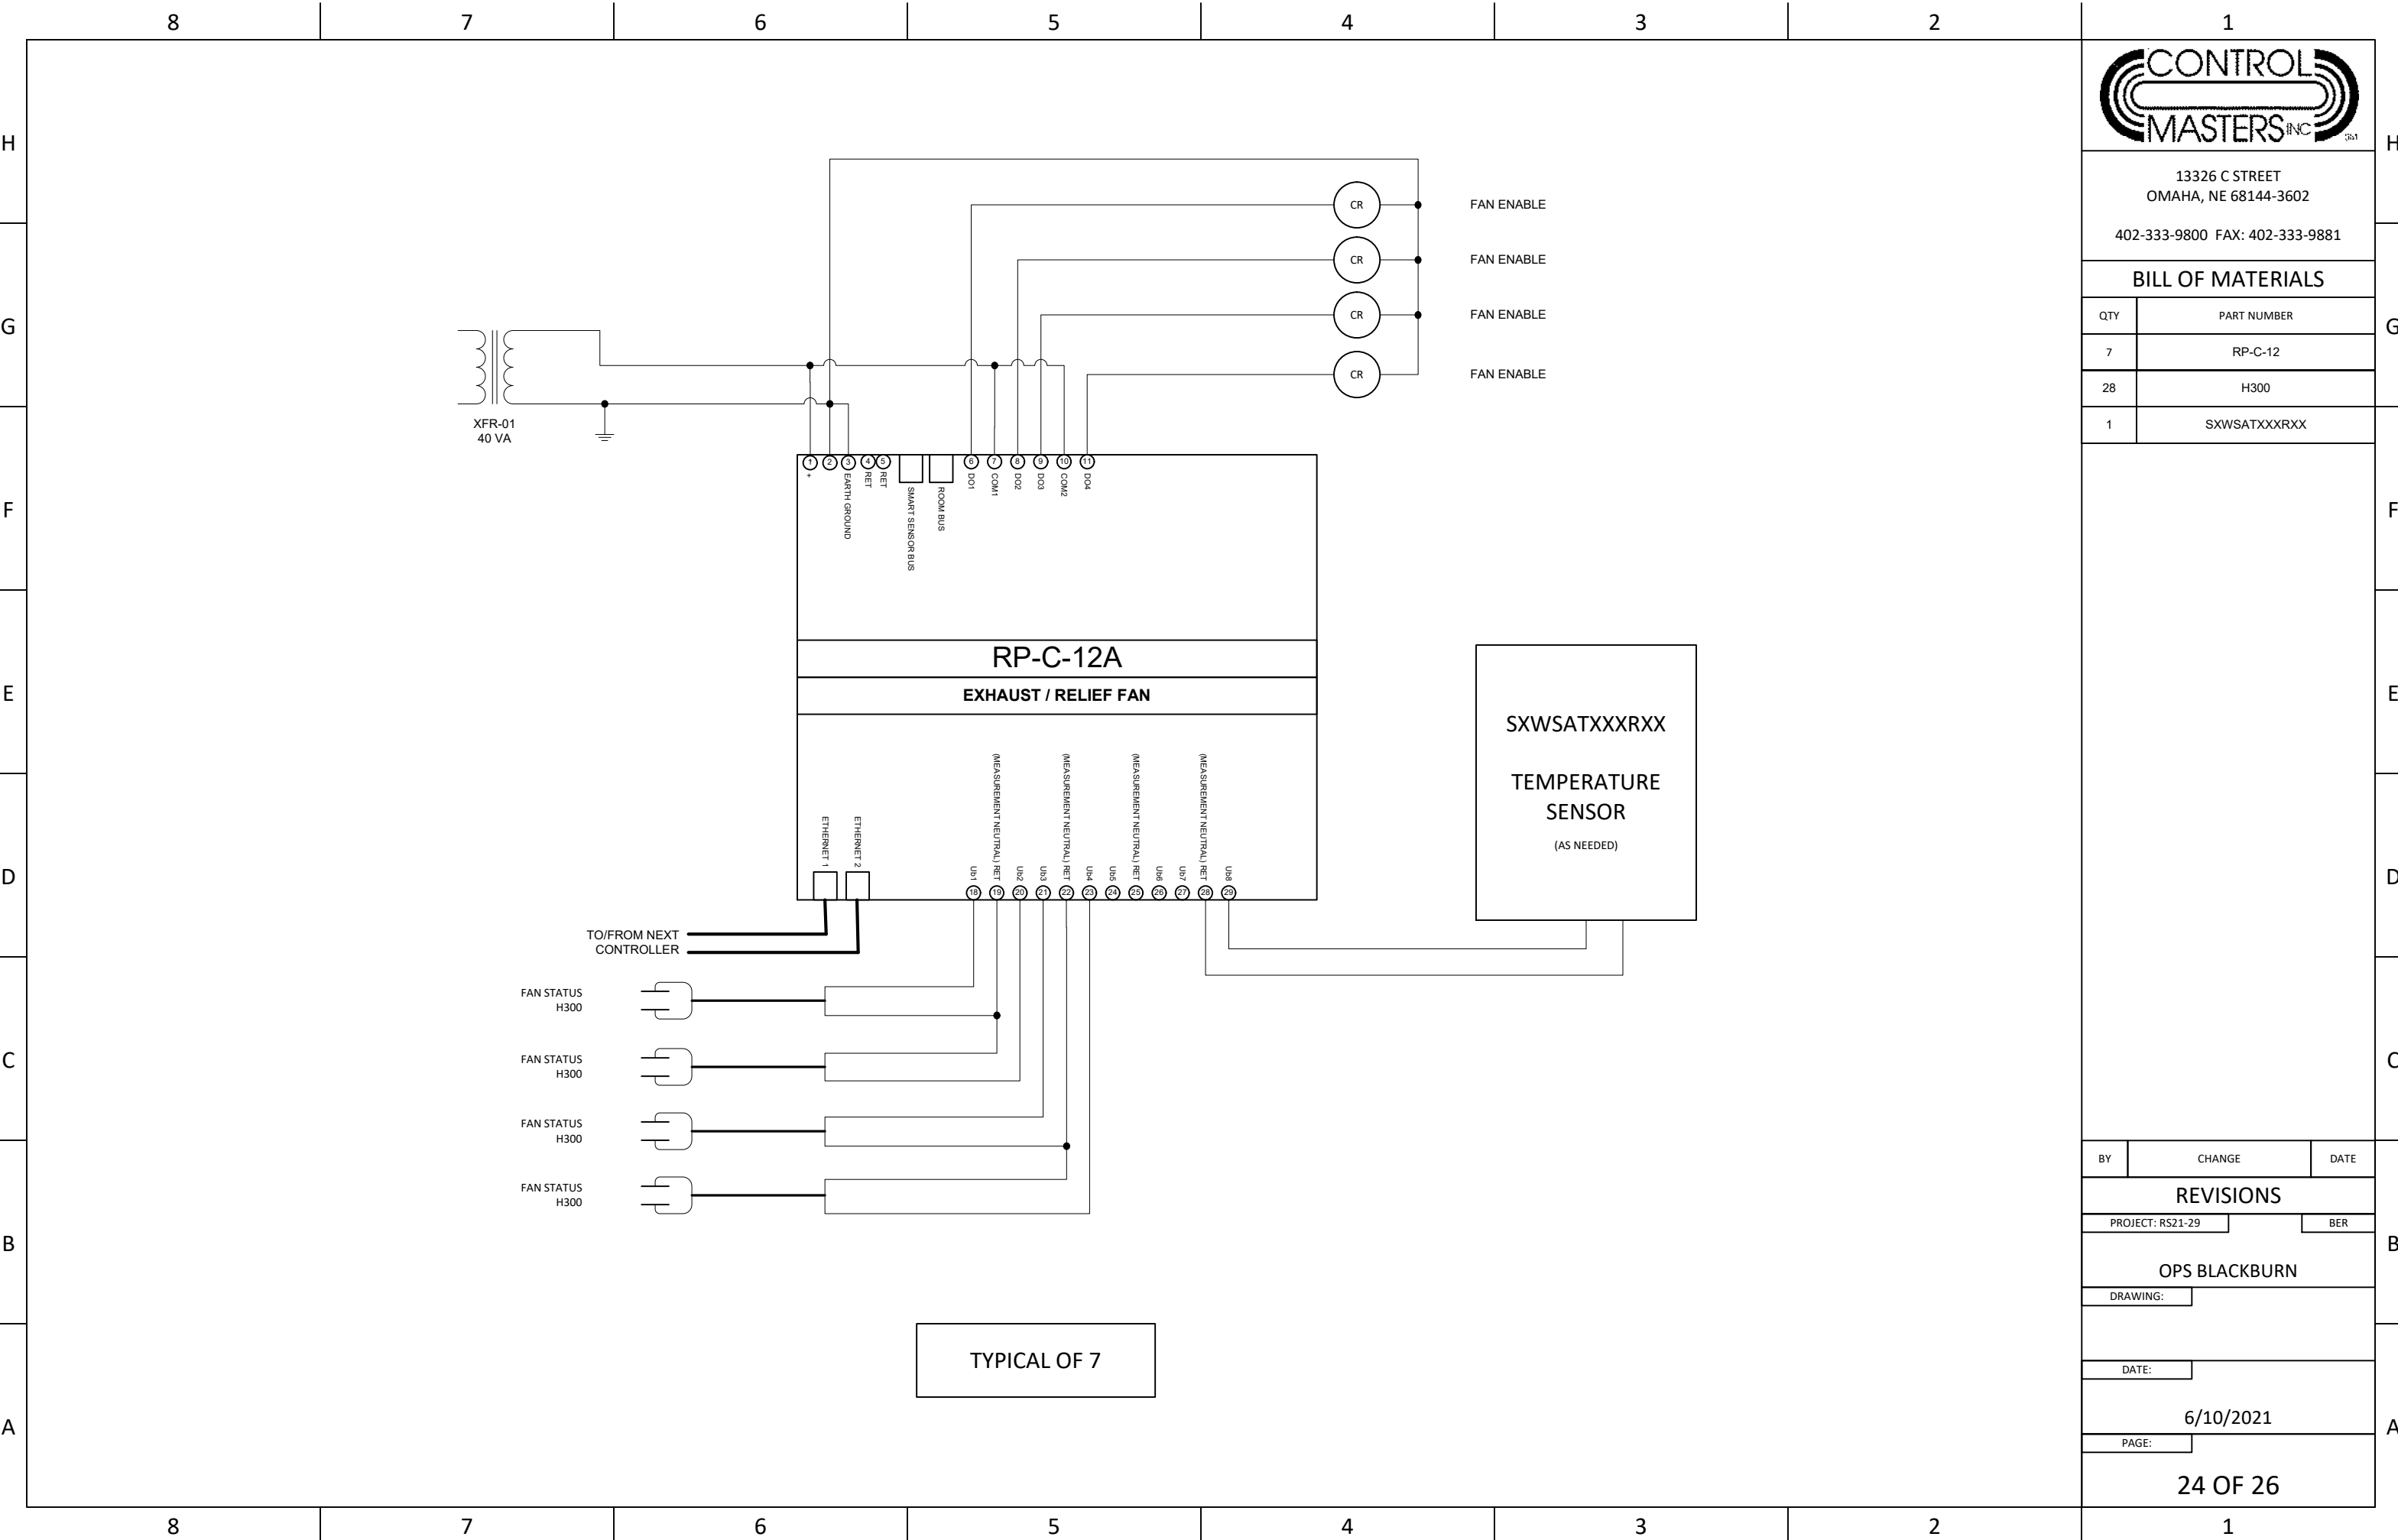 8 7 6 5 4 3 2 1
H
G
F
E
D
C
B
A
FAN ENABLE
CR
FAN ENABLE
CR
FAN ENABLE
CR
FAN ENABLE
CR
XFR-01
40 VA
1 2 3 4 5 6 7 8 9 10 11
+
EARTH GROUND
RET
RET
SMART SENSOR BUS
ROOM BUS
DO1
COM1
DO2
DO3
COM2
DO4
RP-C-12A
EXHAUST / RELIEF FAN
ETHERNET 1
ETHERNET 2
Ub1
(MEASUREMENT NEUTRAL) RET
Ub2
Ub3
(MEASUREMENT NEUTRAL) RET
Ub4
Ub5
(MEASUREMENT NEUTRAL) RET
Ub6
Ub7
(MEASUREMENT NEUTRAL) RET
Ub8
18 19 20 21 22 23 24 25 26 27 28 29
SXWSATXXXRXX
TEMPERATURE
SENSOR
(AS NEEDED)
TO/FROM NEXT
CONTROLLER
FAN STATUS
H300
FAN STATUS
H300
FAN STATUS
H300
FAN STATUS
H300
TYPICAL OF 7
CONTROL
MASTERS INC
13326 C STREET
OMAHA, NE 68144-3602
402-333-9800 FAX: 402-333-9881
BILL OF MATERIALS
QTY PART NUMBER
7 RP-C-12
28 H300
1 SXWSATXXXRXX
BY CHANGE DATE
REVISIONS
PROJECT: RS21-29 BER
OPS BLACKBURN
DRAWING:
DATE:
6/10/2021
PAGE:
24 OF 26
H
G
F
E
D
C
B
A
8 7 6 5 4 3 2 1